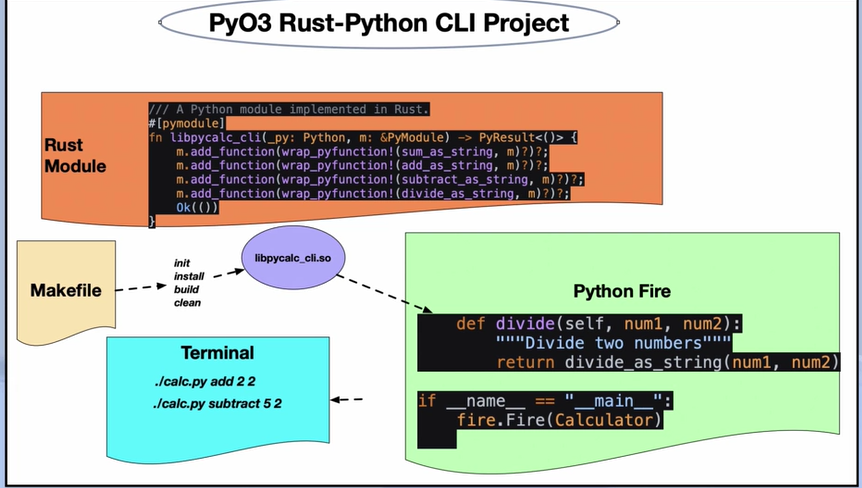 PyO3 Rust-Python CLI Project
Rust
Module
/// A Python module implemented in Rust.
#[pymodule]
fn libpycalc_cli(_py: Python, m: &PyModule) -> PyResult<()> {
    m.add_function(wrap_pyfunction!(sum_as_string, m)?)?;
    m.add_function(wrap_pyfunction!(add_as_string, m)?)?;
    m.add_function(wrap_pyfunction!(subtract_as_string, m)?)?;
    m.add_function(wrap_pyfunction!(divide_as_string, m)?)?;
    Ok(())
}
Makefile
init
install
build
clean
libpycalc_cli.so
Python Fire
    def divide(self, num1, num2):
        """Divide two numbers"""
        return divide_as_string(num1, num2)
if __name__ == "__main__":
    fire.Fire(Calculator)
Terminal
./calc.py add 2 2
./calc.py subtract 5 2